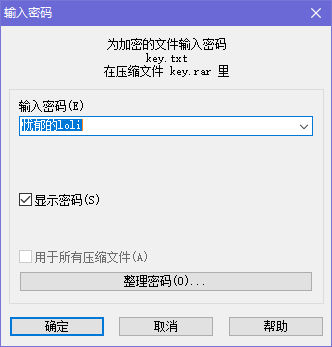 输入密码
为加密的文件输入密码
key.txt
在压缩文件 key.rar 里
输入密码(E)
忧郁的loli
显示密码(S)
用于所有压缩文件(A)
整理密码(O)...
确定 取消 帮助